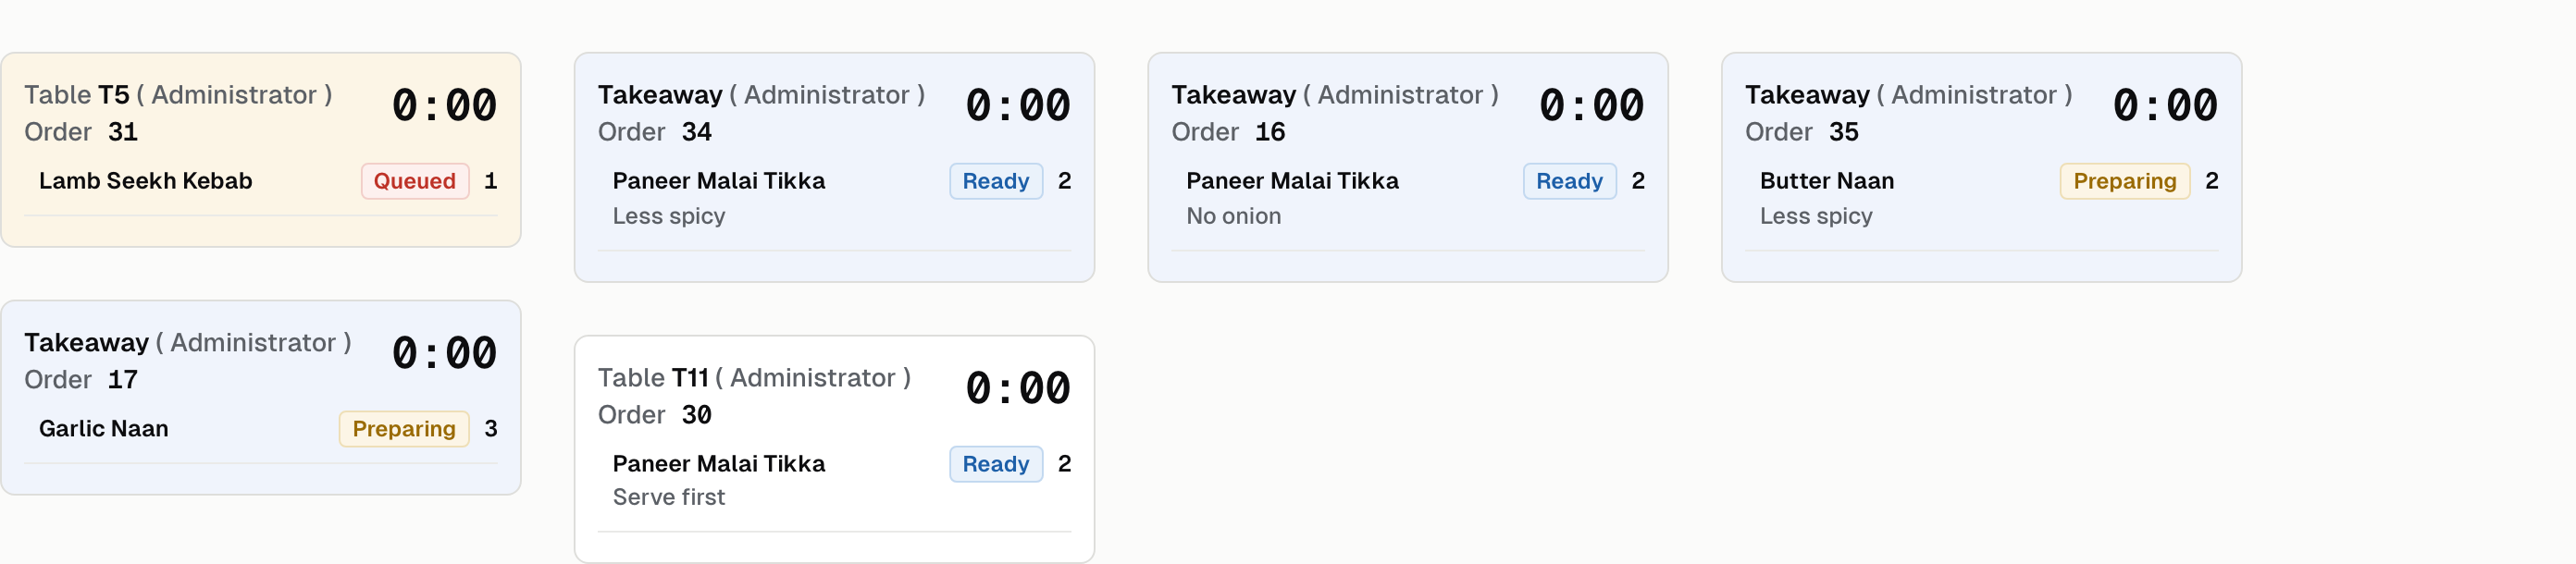 Table T5 ( Administrator )
0:00
Order 31
Lamb Seekh Kebab Queued 1
Takeaway ( Administrator )
0:00
Order 34
Paneer Malai Tikka Ready 2
Less spicy
Takeaway ( Administrator )
0:00
Order 16
Paneer Malai Tikka Ready 2
No onion
Takeaway ( Administrator )
0:00
Order 35
Butter Naan Preparing 2
Less spicy
Takeaway ( Administrator )
0:00
Order 17
Garlic Naan Preparing 3
Table T11 ( Administrator )
0:00
Order 30
Paneer Malai Tikka Ready 2
Serve first